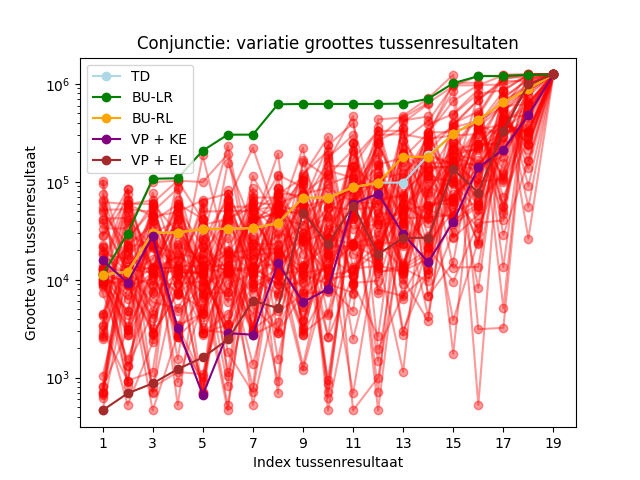 Conjunctie: variatie groottes tussenresultaten
TD
BU-LR
BU-RL
VP + KE
VP + EL
Grootte van tussenresultaat
10^6
10^5
10^4
10^3
1 3 5 7 9 11 13 15 17 19
Index tussenresultaat